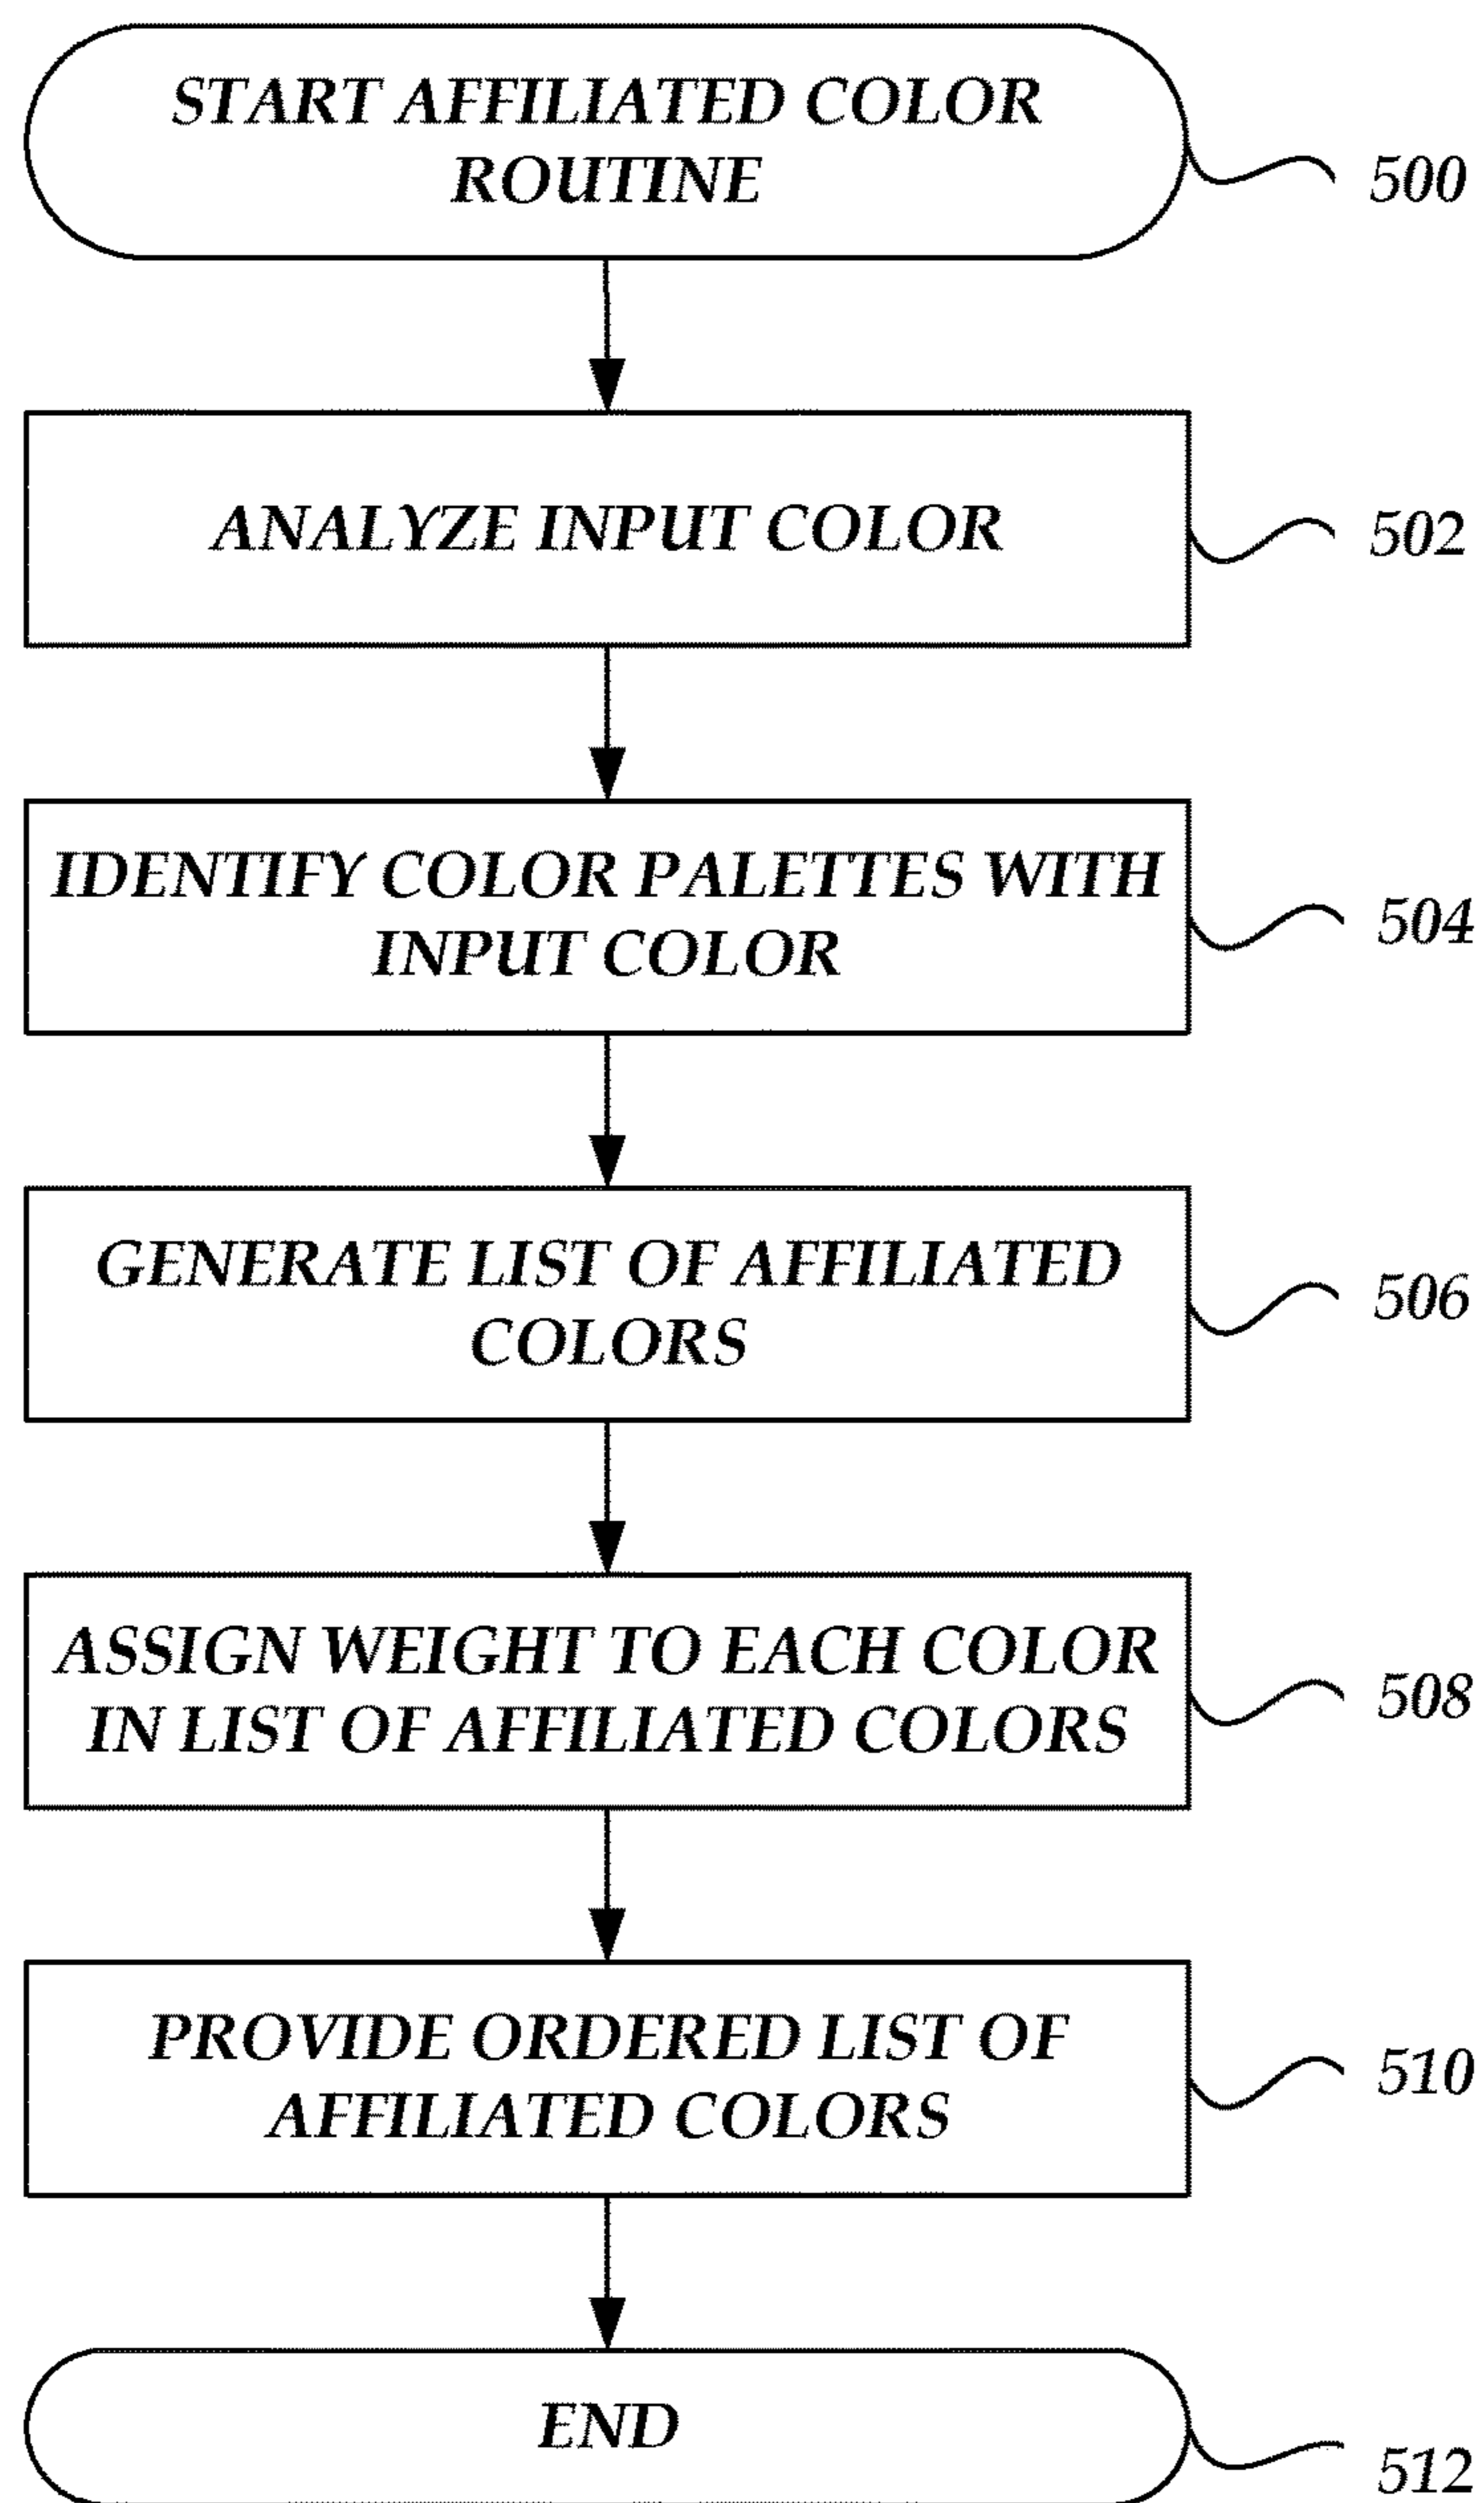 START AFFILIATED COLOR
ROUTINE
500
ANALYZE INPUT COLOR
502
IDENTIFY COLOR PALETTES WITH
INPUT COLOR
504
GENERATE LIST OF AFFILIATED
COLORS
506
ASSIGN WEIGHT TO EACH COLOR
IN LIST OF AFFILIATED COLORS
508
PROVIDE ORDERED LIST OF
AFFILIATED COLORS
510
END
512